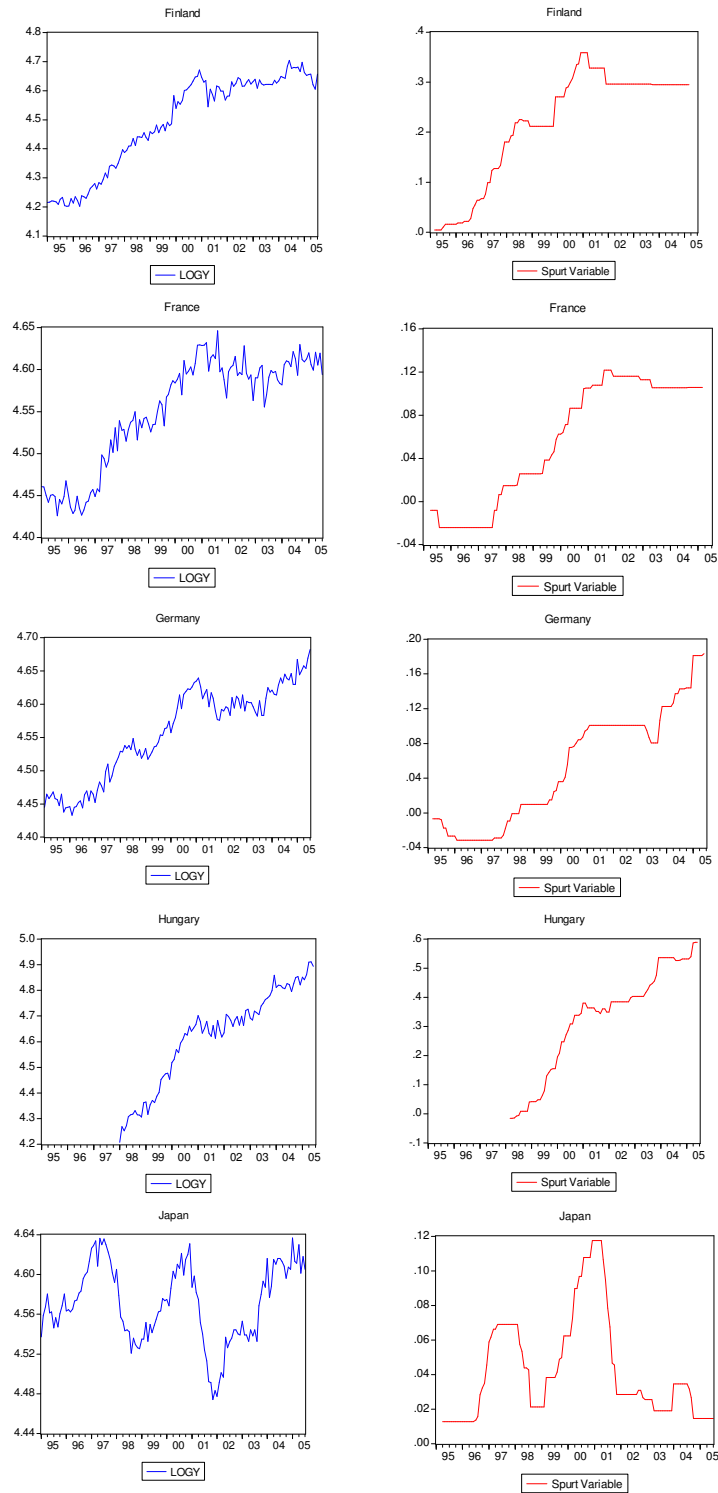 Finland
4.8
4.7
4.6
4.5
4.4
4.3
4.2
4.1
95 96 97 98 99 00 01 02 03 04 05
LOGY
Finland
.4
.3
.2
.1
.0
95 96 97 98 99 00 01 02 03 04 05
Spurt Variable
France
4.65
4.60
4.55
4.50
4.45
4.40
95 96 97 98 99 00 01 02 03 04 05
LOGY
France
.16
.12
.08
.04
.00
-.04
95 96 97 98 99 00 01 02 03 04 05
Spurt Variable
Germany
4.70
4.65
4.60
4.55
4.50
4.45
4.40
95 96 97 98 99 00 01 02 03 04 05
LOGY
Germany
.20
.16
.12
.08
.04
.00
-.04
95 96 97 98 99 00 01 02 03 04 05
Spurt Variable
Hungary
5.0
4.9
4.8
4.7
4.6
4.5
4.4
4.3
4.2
95 96 97 98 99 00 01 02 03 04 05
LOGY
Hungary
.6
.5
.4
.3
.2
.1
.0
-.1
95 96 97 98 99 00 01 02 03 04 05
Spurt Variable
Japan
4.64
4.60
4.56
4.52
4.48
4.44
95 96 97 98 99 00 01 02 03 04 05
LOGY
Japan
.12
.10
.08
.06
.04
.02
.00
95 96 97 98 99 00 01 02 03 04 05
Spurt Variable